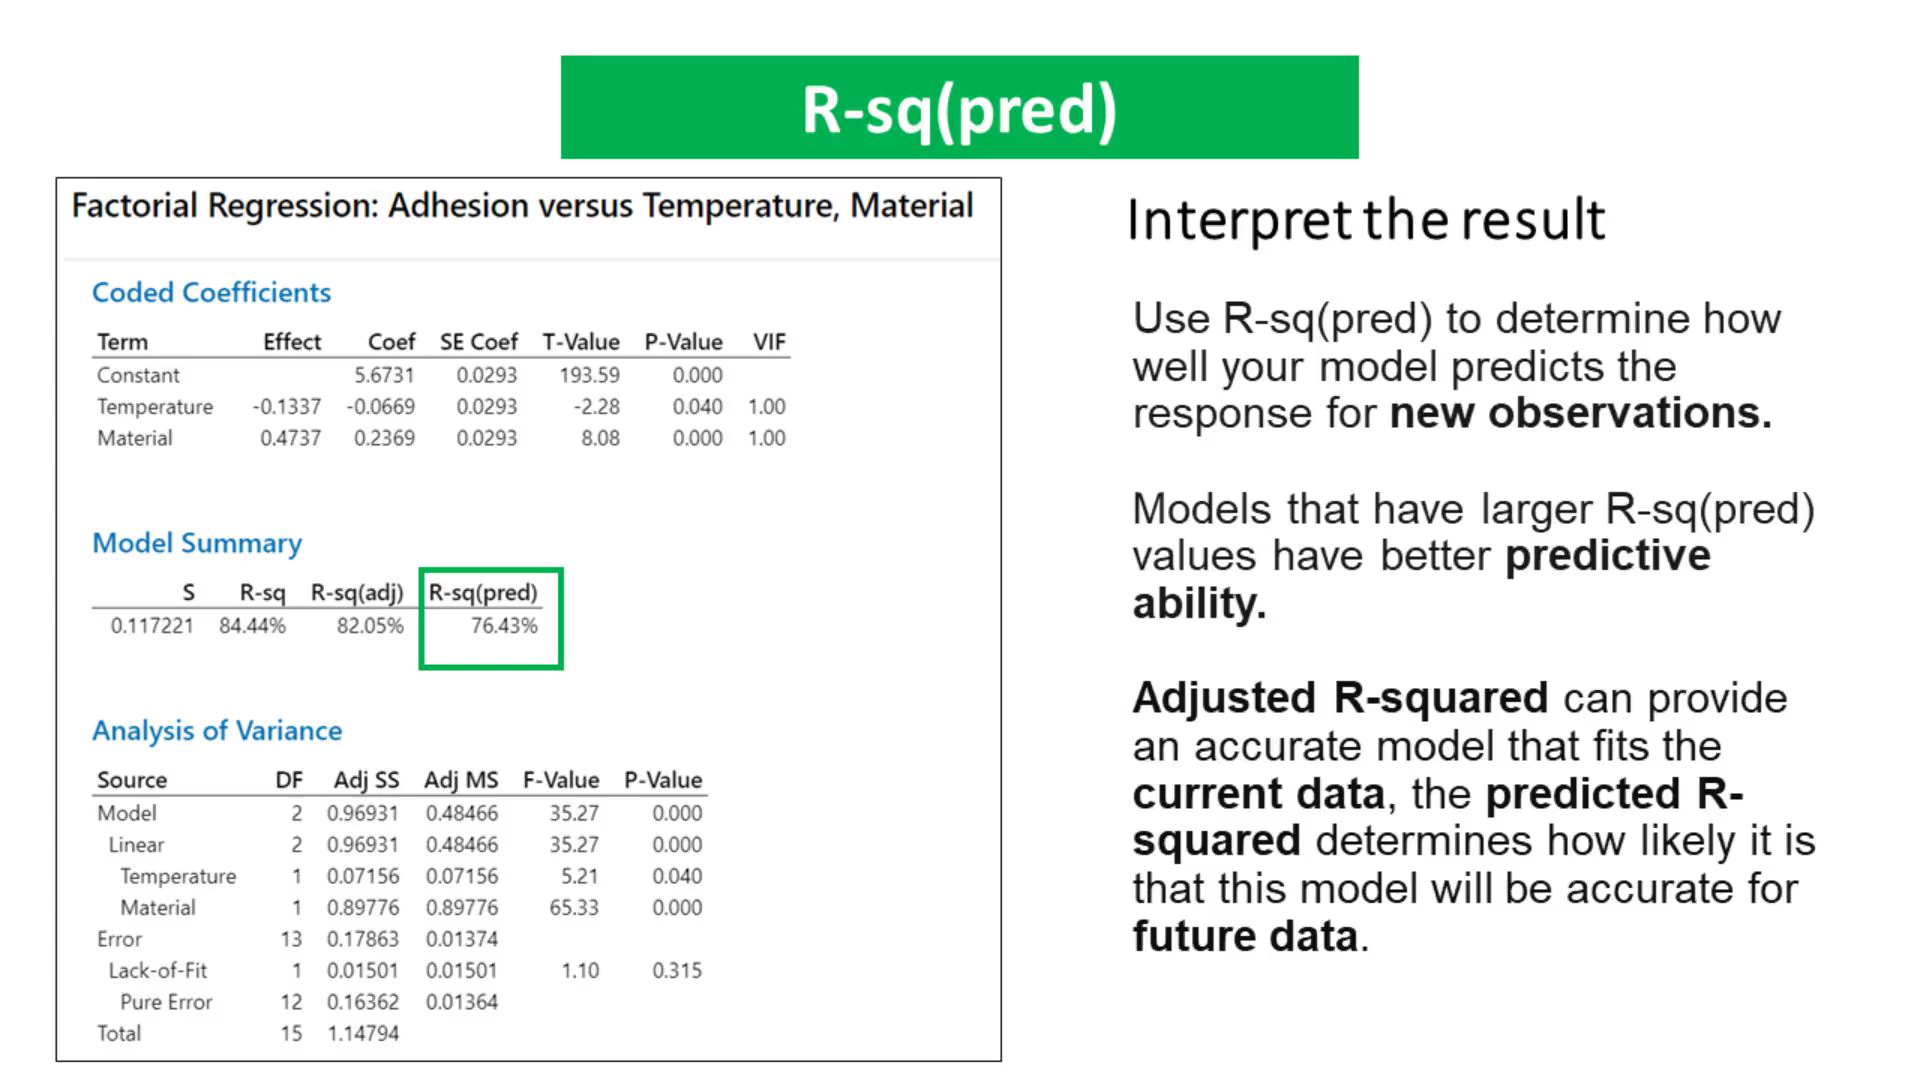 R-sq(pred)
Factorial Regression: Adhesion versus Temperature, Material
Coded Coefficients
Term Effect Coef SE Coef T-Value P-Value VIF
Constant 5.6731 0.0293 193.59 0.000
Temperature -0.1337 -0.0669 0.0293 -2.28 0.040 1.00
Material 0.4737 0.2369 0.0293 8.08 0.000 1.00
Model Summary
S R-sq R-sq(adj) R-sq(pred)
0.117221 84.44% 82.05% 76.43%
Analysis of Variance
Source DF Adj SS Adj MS F-Value P-Value
Model 2 0.96931 0.48466 35.27 0.000
Linear 2 0.96931 0.48466 35.27 0.000
Temperature 1 0.07156 0.07156 5.21 0.040
Material 1 0.89776 0.89776 65.33 0.000
Error 13 0.17863 0.01374
Lack-of-Fit 1 0.01501 0.01501 1.10 0.315
Pure Error 12 0.16362 0.01364
Total 15 1.14794
Interpret the result
Use R-sq(pred) to determine how
well your model predicts the
response for new observations.
Models that have larger R-sq(pred)
values have better predictive
ability.
Adjusted R-squared can provide
an accurate model that fits the
current data, the predicted R-
squared determines how likely it is
that this model will be accurate for
future data.